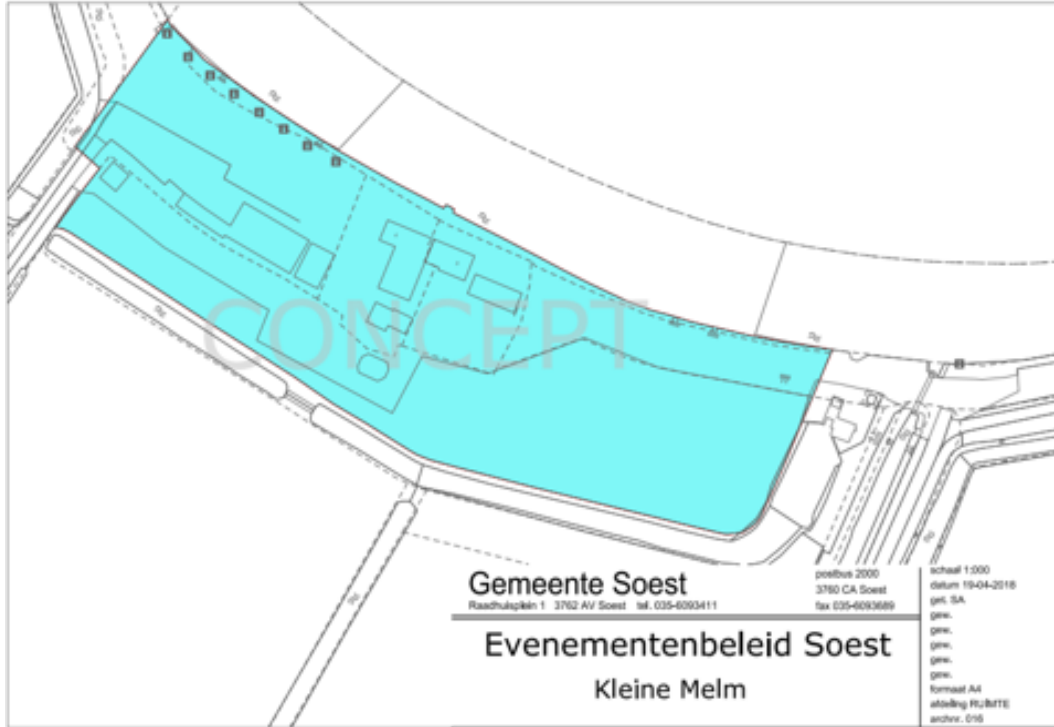 CONCEPT
Gemeente Soest
Raadhuisplein 1 3762 AV Soest tel. 035-6093411
postbus 2000
3760 CA Soest
fax 035-6093689
Evenementenbeleid Soest
Kleine Melm
schaal 1:000
datum 19-04-2018
get. SA
gew.
gew.
gew.
gew.
gew.
formaat A4
afdeling RUIMTE
archnr. 016